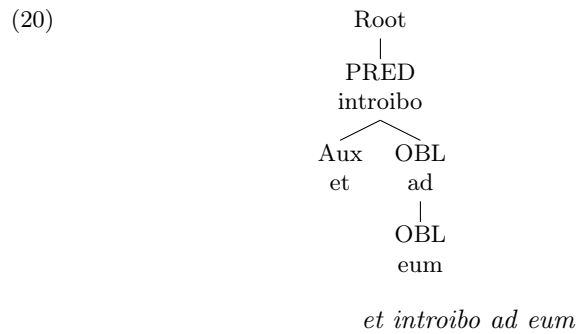 (20) Root
PRED
introibo
Aux OBL
et ad
OBL
eum
et introibo ad eum